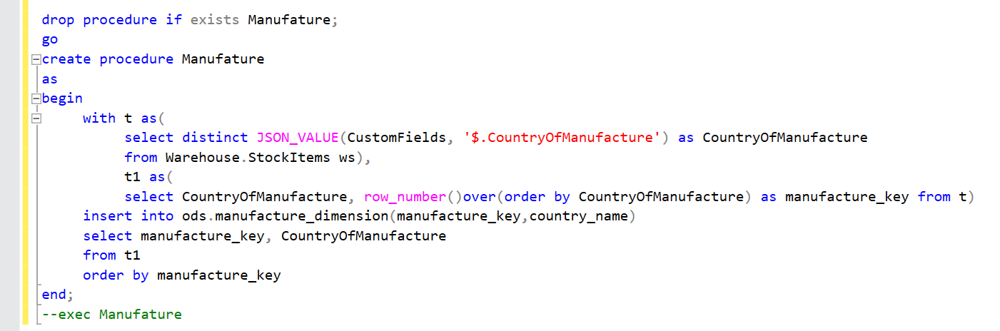 drop procedure if exists Manufature;
go
create procedure Manufature
as
begin
with t as(
select distinct JSON_VALUE(CustomFields, '$.CountryOfManufacture') as CountryOfManufacture
from Warehouse.StockItems ws),
t1 as(
select CountryOfManufacture, row_number()over(order by CountryOfManufacture) as manufacture_key from t)
insert into ods.manufacture_dimension(manufacture_key,country_name)
select manufacture_key, CountryOfManufacture
from t1
order by manufacture_key
end;
--exec Manufature